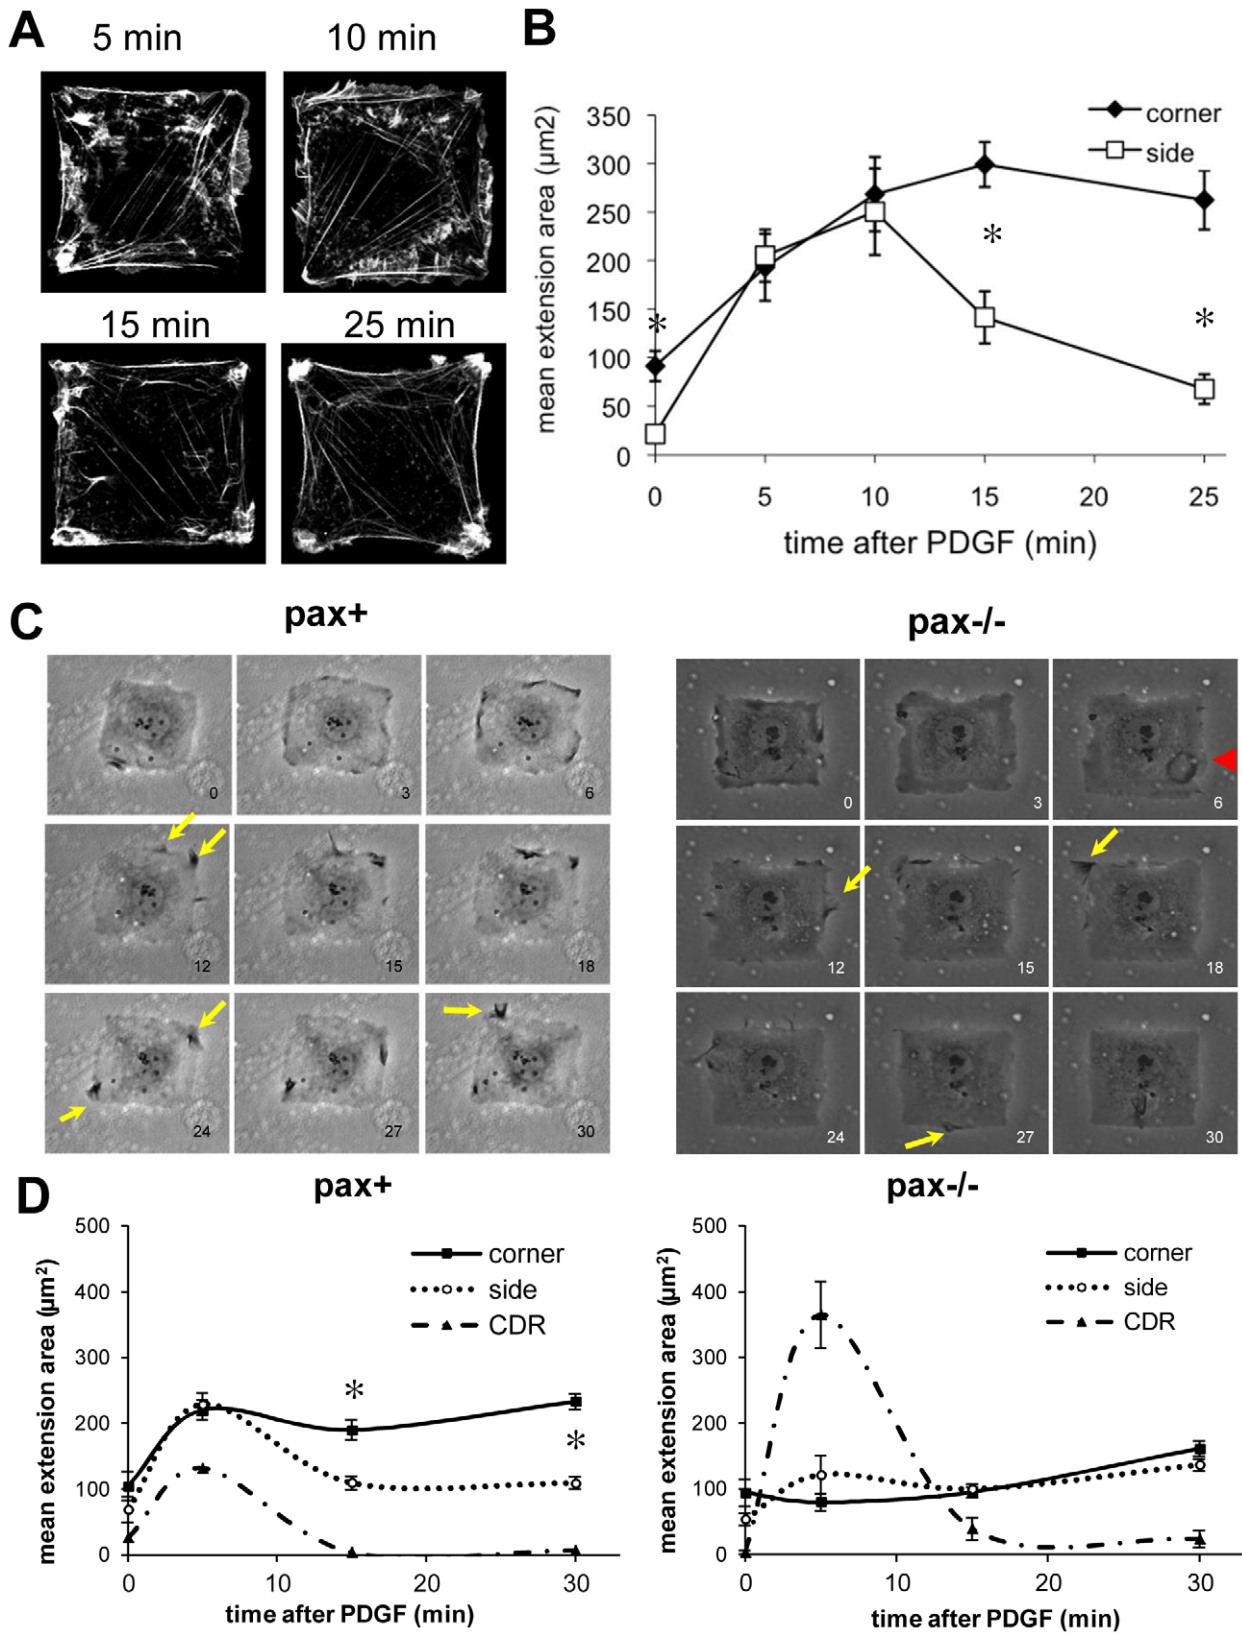 A
5 min
10 min
15 min
25 min
B
mean extension area (µm2)
350
300
250
200
150
100
50
0
0
5
10
15
20
25
time after PDGF (min)
corner
side
*
*
*
C
pax+
0
3
6
12
15
18
24
27
30
pax-/-
0
3
6
12
15
18
24
27
30
D
pax+
mean extension area (µm²)
500
400
300
200
100
0
0
10
20
30
time after PDGF (min)
corner
side
CDR
*
*
pax-/-
mean extension area (µm²)
500
400
300
200
100
0
0
10
20
30
time after PDGF (min)
corner
side
CDR